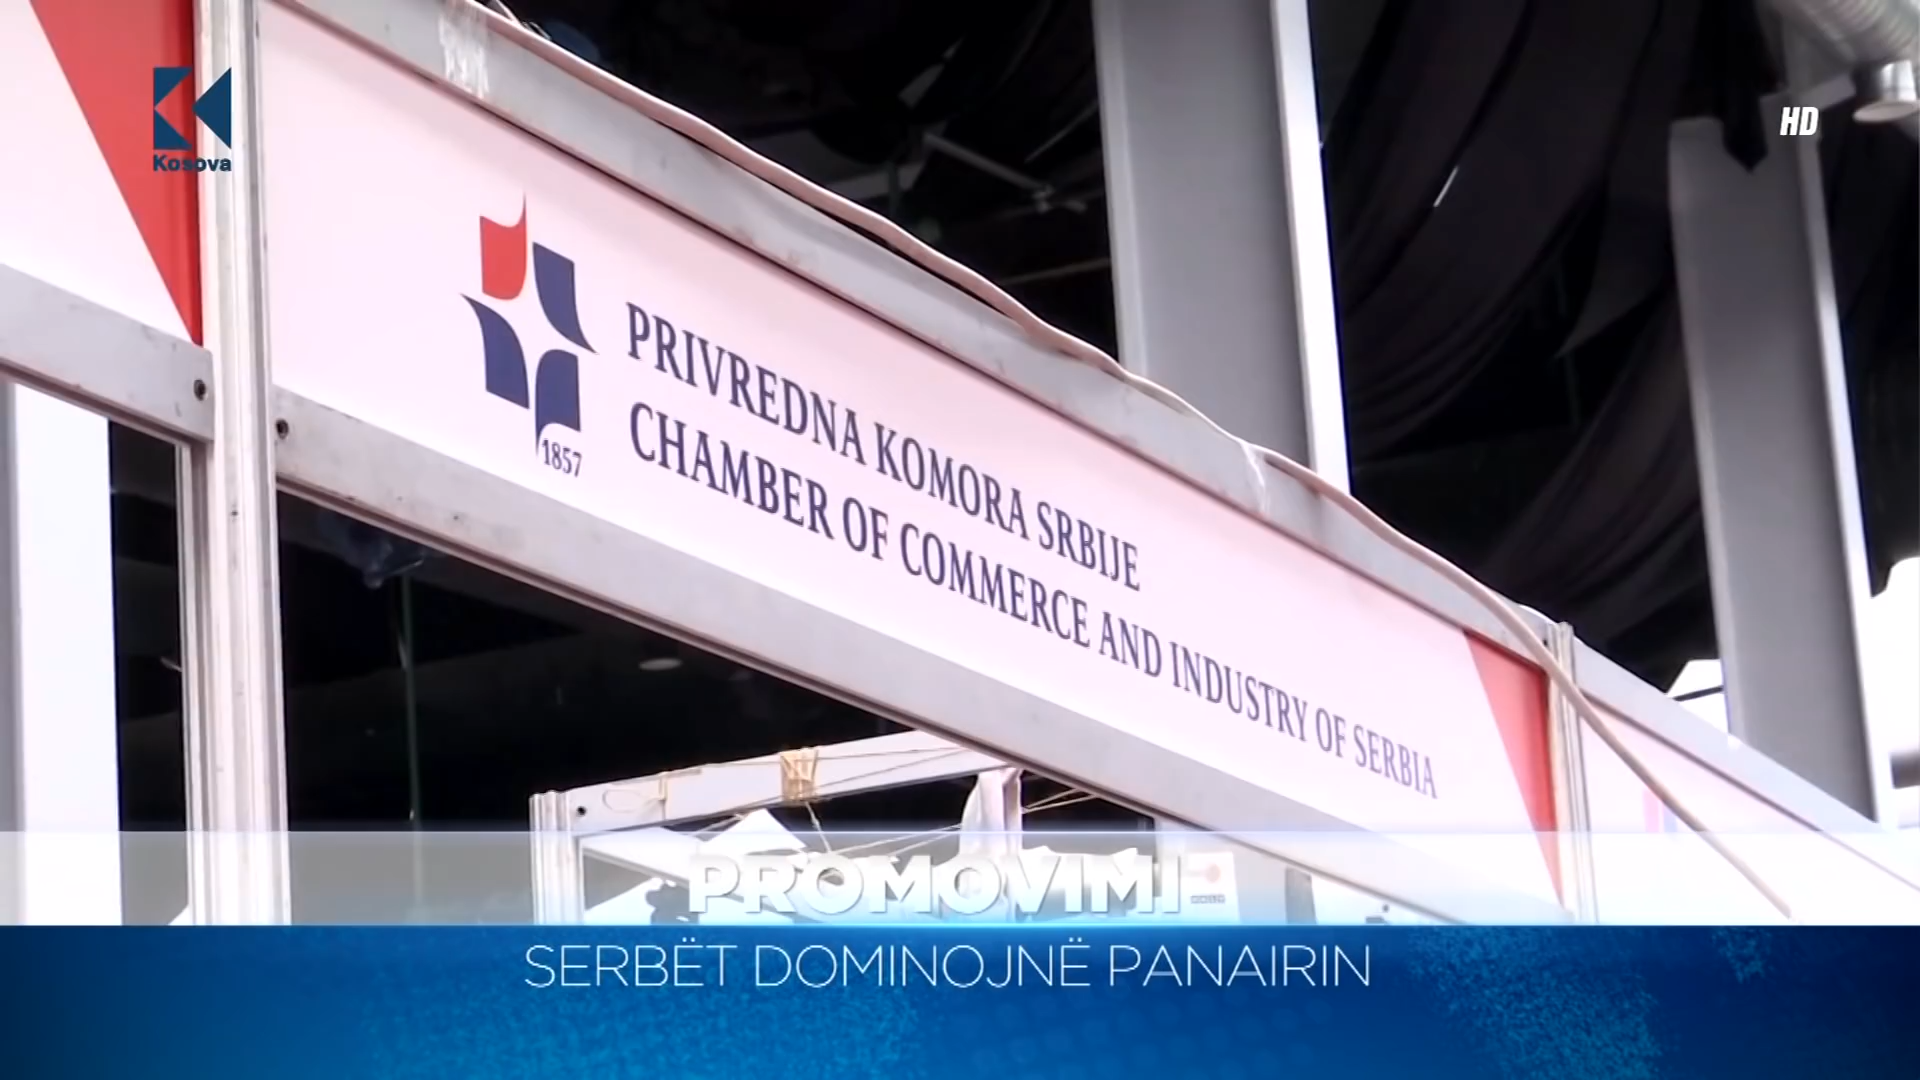 Kosova
HD
1857
PRIVREDNA KOMORA SRBIJE
CHAMBER OF COMMERCE AND INDUSTRY OF SERBIA
PROMOVIMI
SERBËT DOMINOJNË PANAIRIN